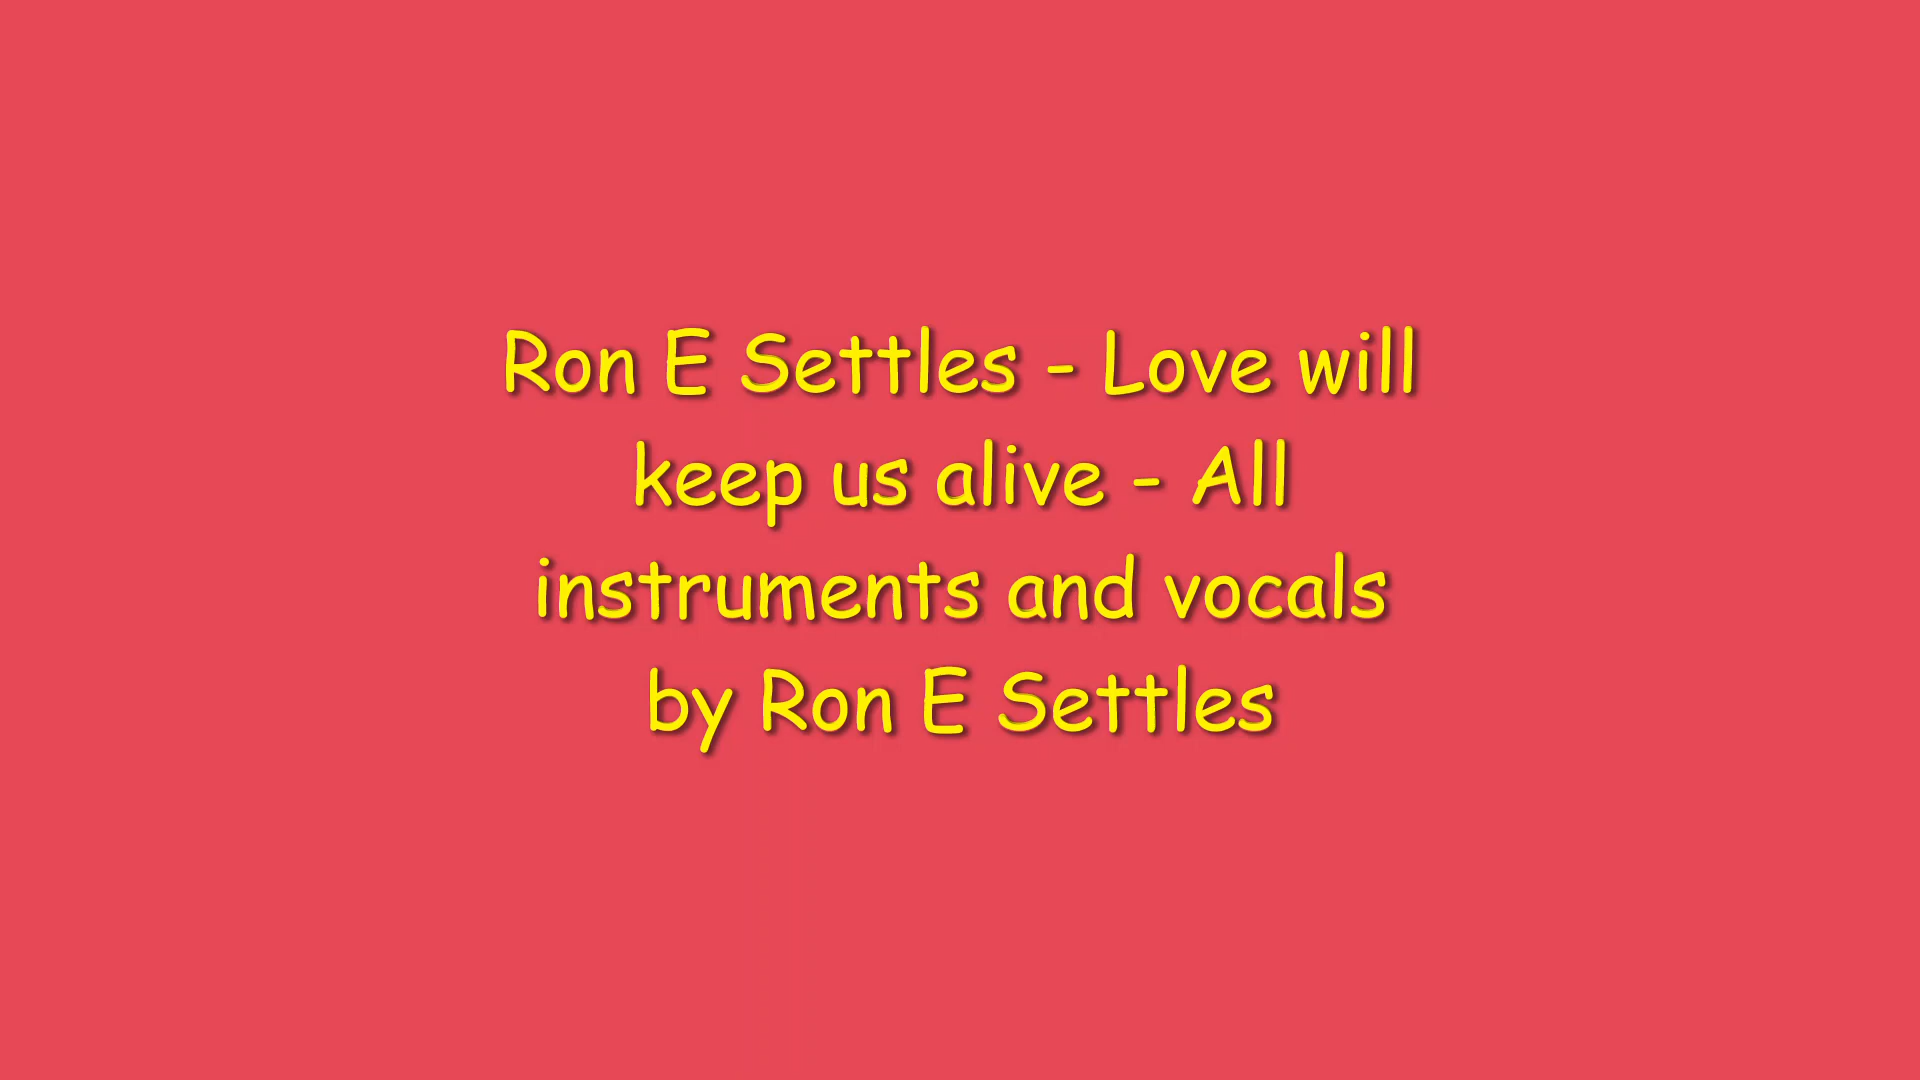 Ron E Settles - Love will
keep us alive - All
instruments and vocals
by Ron E Settles